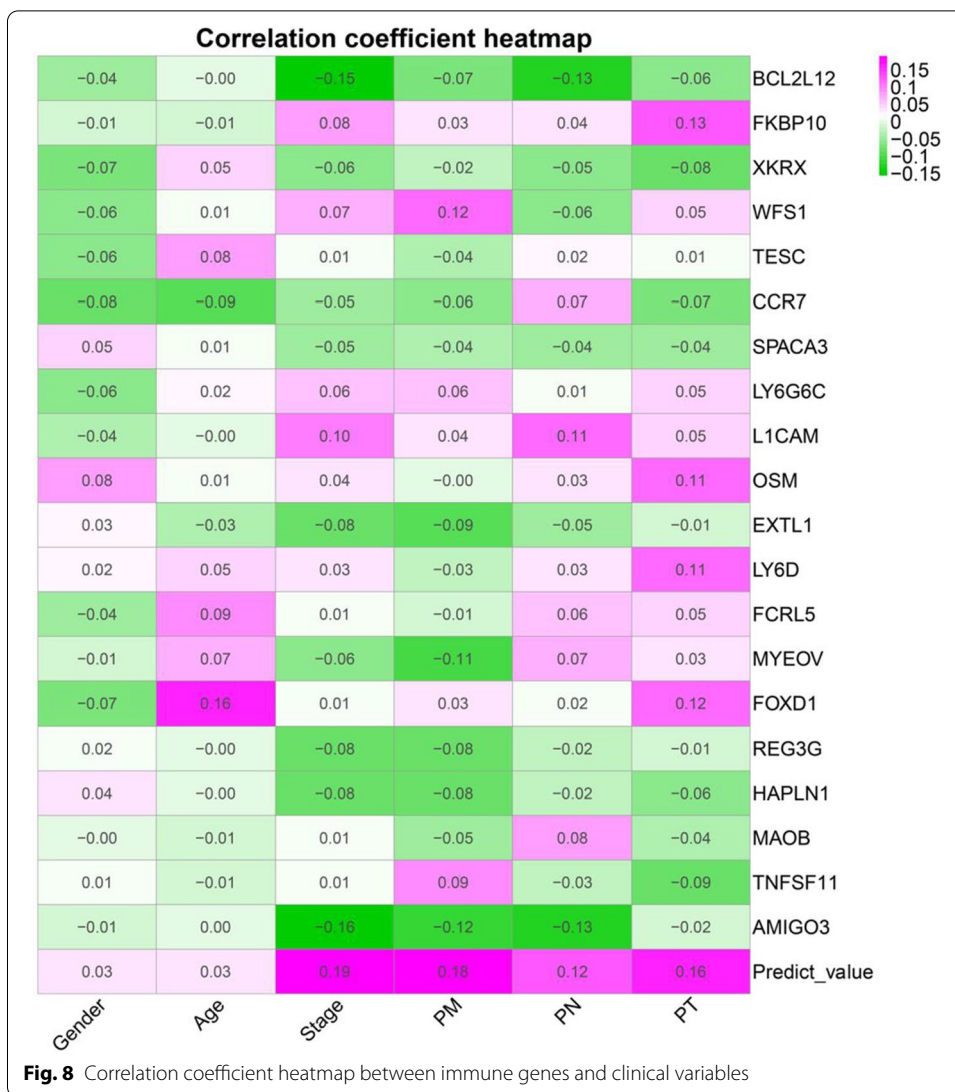 Correlation coefficient heatmap
−0.04 −0.00 −0.15 −0.07 −0.13 −0.06 BCL2L12
−0.01 −0.01 0.08 0.03 0.04 0.13 FKBP10
−0.07 0.05 −0.06 −0.02 −0.05 −0.08 XKRX
−0.06 0.01 0.07 0.12 −0.06 0.05 WFS1
−0.06 0.08 0.01 −0.04 0.02 0.01 TESC
−0.08 −0.09 −0.05 −0.06 0.07 −0.07 CCR7
0.05 0.01 −0.05 −0.04 −0.04 −0.04 SPACA3
−0.06 0.02 0.06 0.06 0.01 0.05 LY6G6C
−0.04 −0.00 0.10 0.04 0.11 0.05 L1CAM
0.08 0.01 0.04 −0.00 0.03 0.11 OSM
0.03 −0.03 −0.08 −0.09 −0.05 −0.01 EXTL1
0.02 0.05 0.03 −0.03 0.03 0.11 LY6D
−0.04 0.09 0.01 −0.01 0.06 0.05 FCRL5
−0.01 0.07 −0.06 −0.11 0.07 0.03 MYEOV
−0.07 0.16 0.01 0.03 0.02 0.12 FOXD1
0.02 −0.00 −0.08 −0.08 −0.02 −0.01 REG3G
0.04 −0.00 −0.08 −0.08 −0.02 −0.06 HAPLN1
−0.00 −0.01 0.01 −0.05 0.08 −0.04 MAOB
0.01 −0.01 0.01 0.09 −0.03 −0.09 TNFSF11
−0.01 0.00 −0.16 −0.12 −0.13 −0.02 AMIGO3
0.03 0.03 0.19 0.18 0.12 0.16 Predict_value
Gender Age Stage PM PN PT
0.15
0.1
0.05
0
−0.05
−0.1
−0.15
Fig. 8 Correlation coefficient heatmap between immune genes and clinical variables